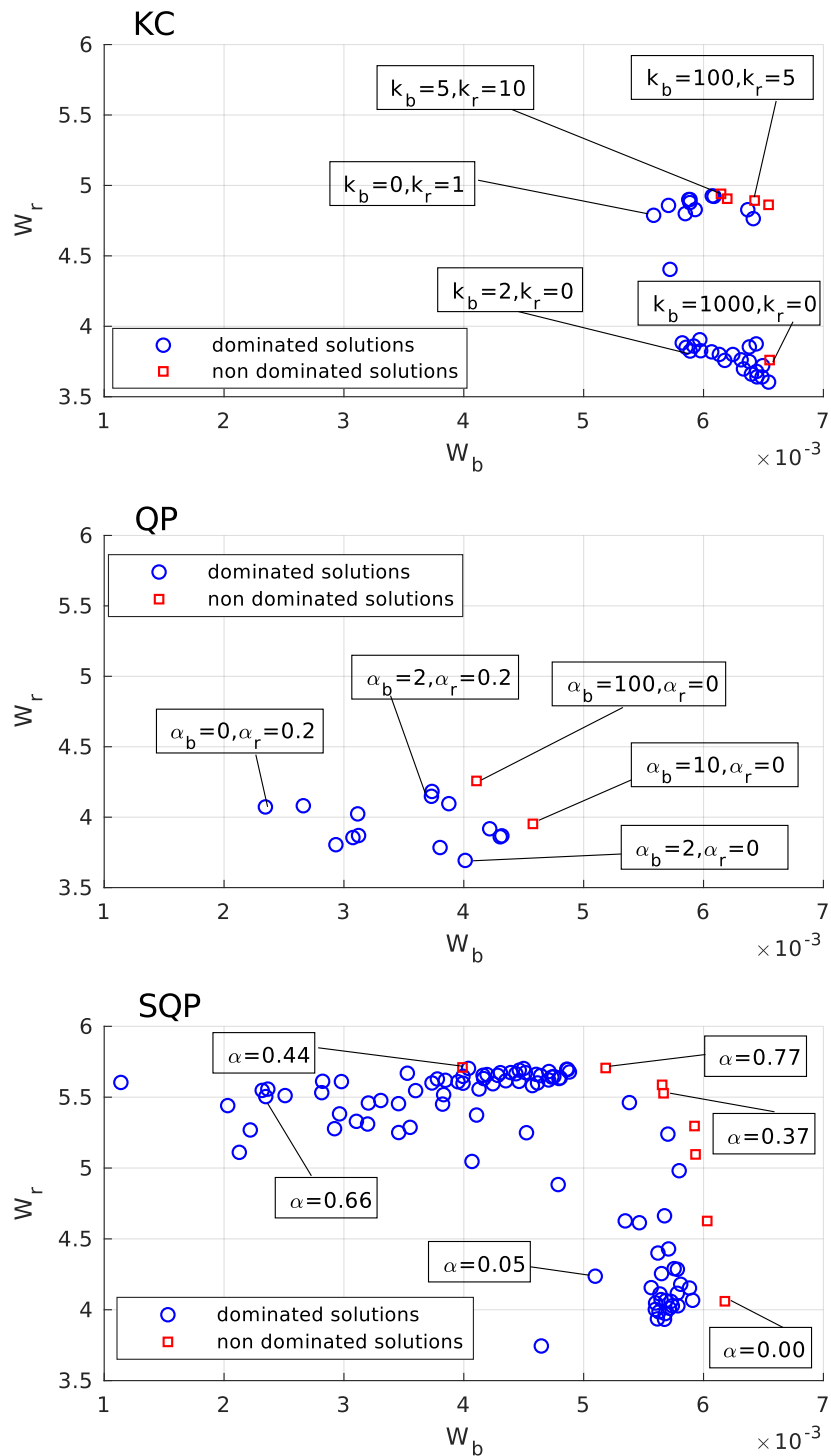 KC
6
5.5
5
4.5
4
3.5
W_r
k_b=5,k_r=10
k_b=100,k_r=5
k_b=0,k_r=1
k_b=2,k_r=0
k_b=1000,k_r=0
dominated solutions
non dominated solutions
1 2 3 4 5 6 7
W_b
×10^-3
QP
6
5.5
5
4.5
4
3.5
W_r
dominated solutions
non dominated solutions
α_b=2,α_r=0.2
α_b=100,α_r=0
α_b=0,α_r=0.2
α_b=10,α_r=0
α_b=2,α_r=0
1 2 3 4 5 6 7
W_b
×10^-3
SQP
6
5.5
5
4.5
4
3.5
W_r
α=0.44
α=0.77
α=0.37
α=0.66
α=0.05
α=0.00
dominated solutions
non dominated solutions
1 2 3 4 5 6 7
W_b
×10^-3